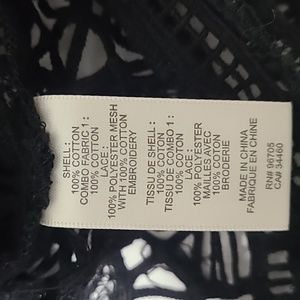 SHELL :
100% COTTON
COMBO FABRIC 1 :
100% COTTON
LACE :
100% POLYESTER MESH
WITH 100% COTTON
EMBROIDERY
TISSU DE SHELL :
100% COTON
TISSU DE COMBO 1 :
100% COTON
LACE :
100% POLYESTER
MAILLES AVEC
100% COTON
BRODERIE
MADE IN CHINA
FABRIQUE EN CHINE
RN# 96705
CA# 34460